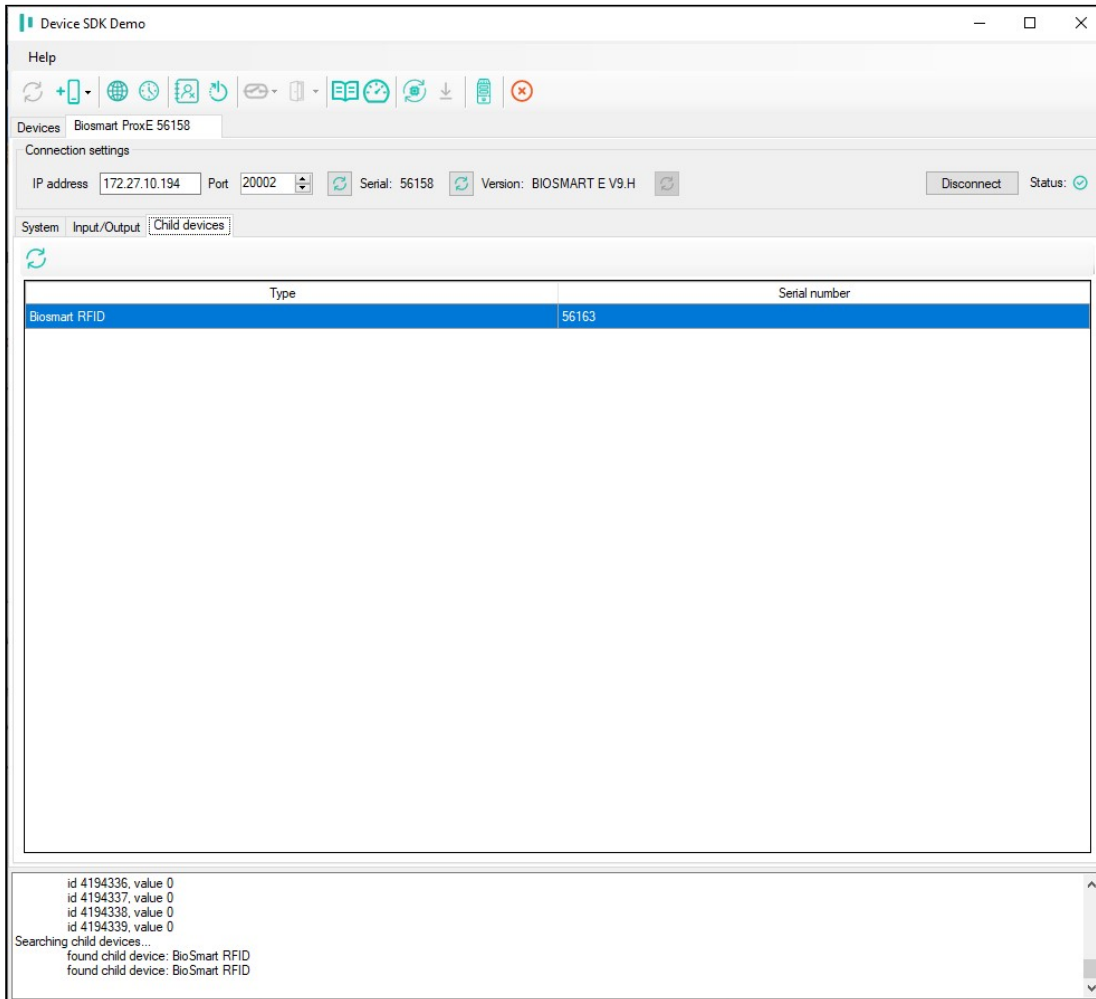 Device SDK Demo
Help
Devices Biosmart ProxE 56158
Connection settings
IP address 172.27.10.194 Port 20002 Serial: 56158 Version: BIOSMART E V9.H Disconnect Status:
System Input/Output Child devices
Type Serial number
Biosmart RFID 56163
id 4194336, value 0
id 4194337, value 0
id 4194338, value 0
id 4194339, value 0
Searching child devices...
found child device: BioSmart RFID
found child device: BioSmart RFID